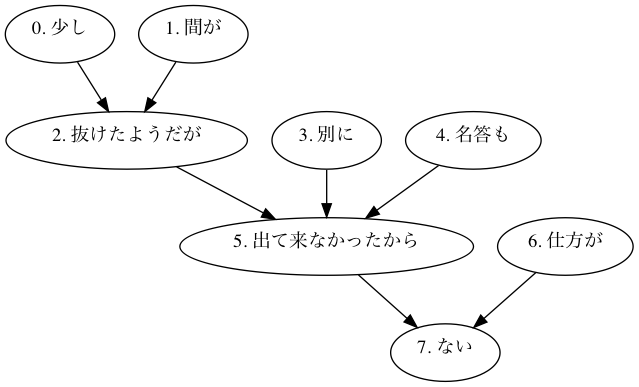 0. 少し
1. 間が
2. 抜けたようだが
3. 別に
4. 名答も
5. 出て来なかったから
6. 仕方が
7. ない